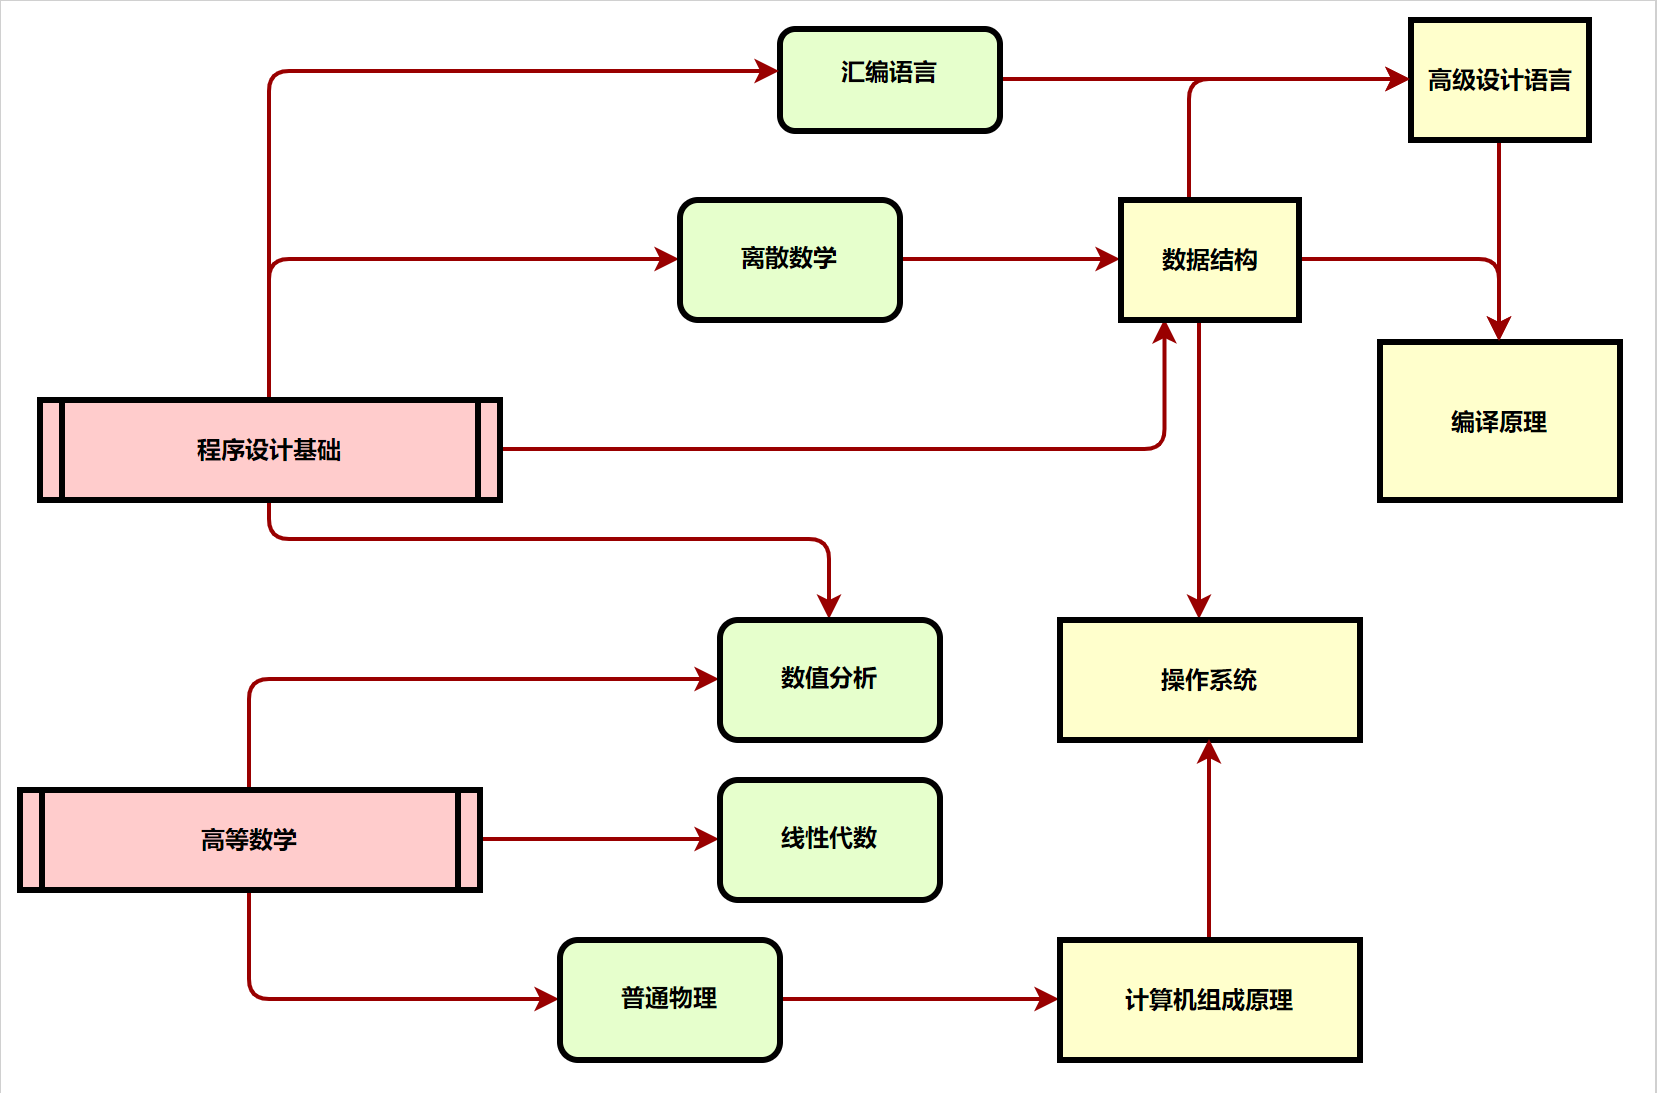 汇编语言
高级设计语言
离散数学
数据结构
编译原理
程序设计基础
数值分析
操作系统
高等数学
线性代数
普通物理
计算机组成原理